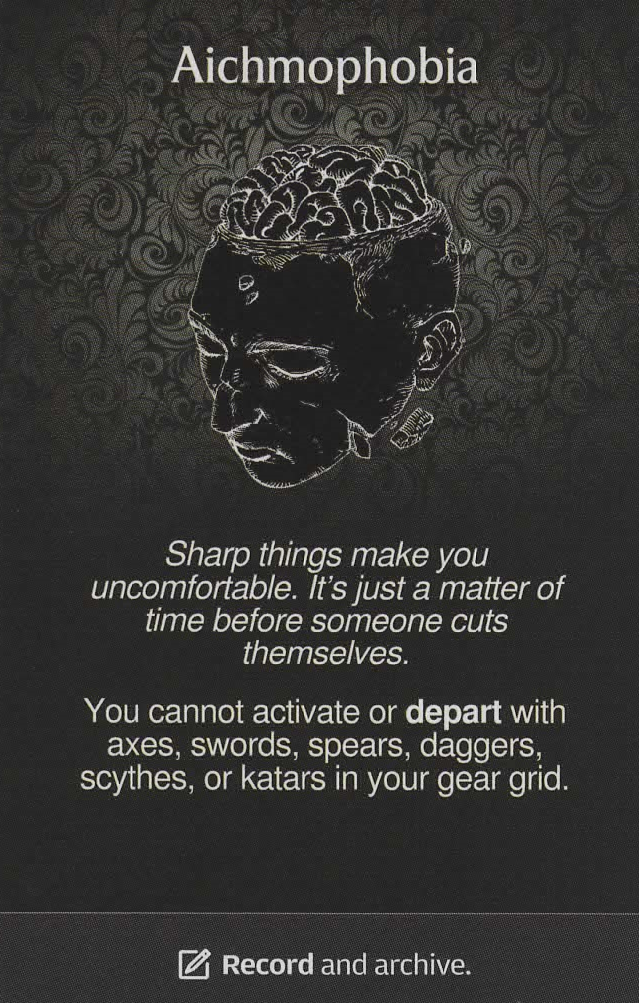 Aichmophobia
Sharp things make you
uncomfortable. It's just a matter of
time before someone cuts
themselves.
You cannot activate or depart with
axes, swords, spears, daggers,
scythes, or katars in your gear grid.
Record and archive.